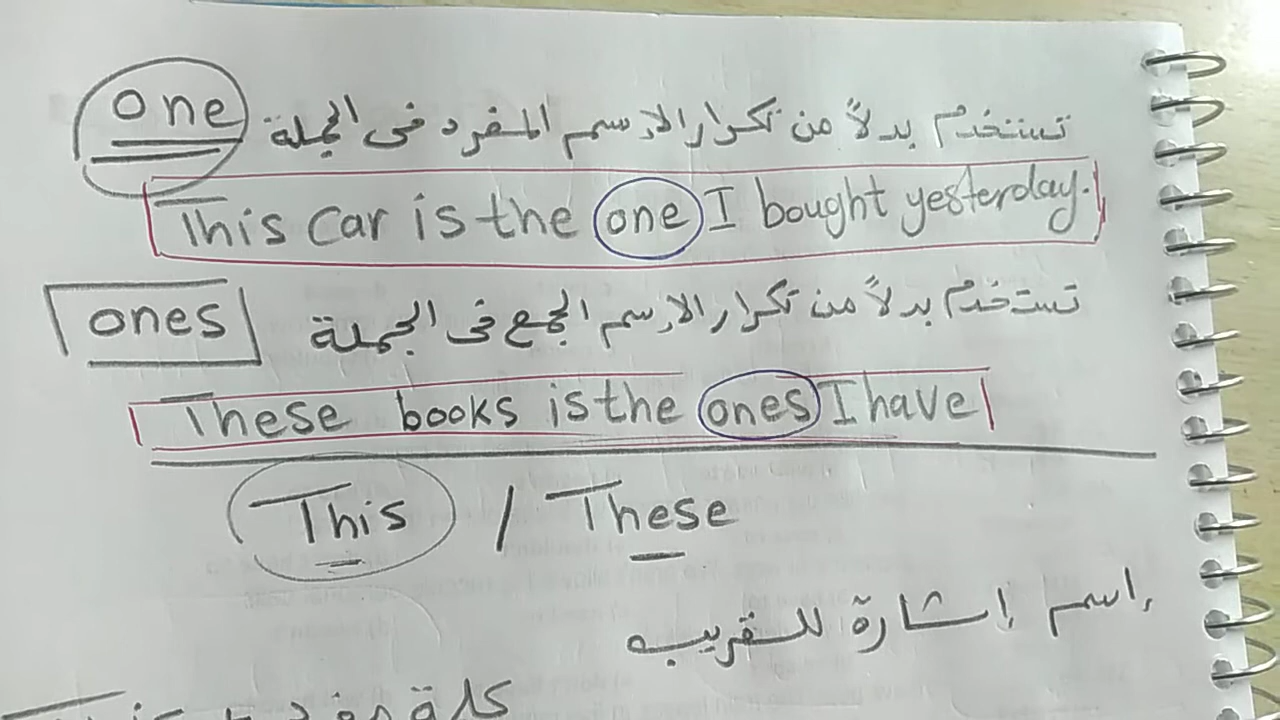 one تستخدم بدلاً من تكرار الاسم المفرد فى الجملة
This car is the one I bought yesterday.
ones تستخدم بدلاً من تكرار الاسم الجمع فى الجملة
These books is the ones I have
This / These
اسم إشارة للقريب
كلمة